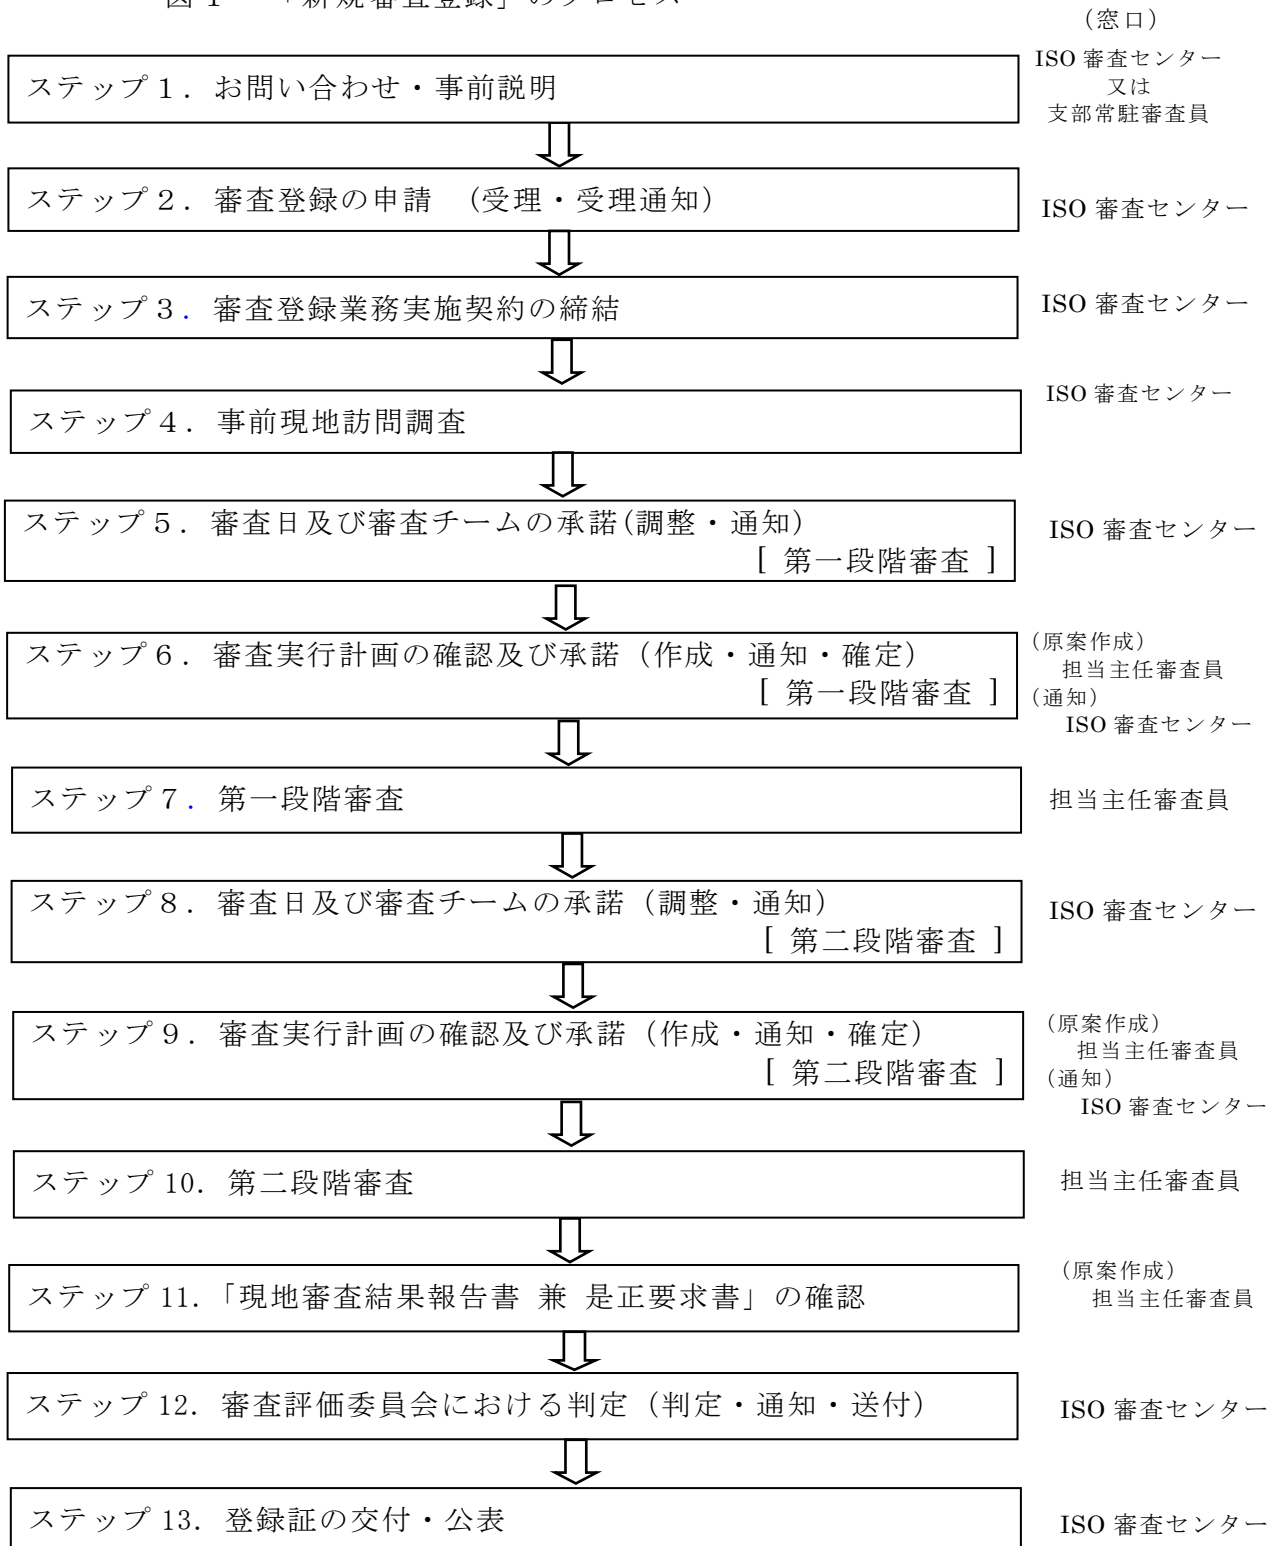 図１　「新規審査登録」のプロセス
（窓口）
ステップ１．お問い合わせ・事前説明
ISO 審査センター
又は
支部常駐審査員
ステップ２．審査登録の申請　（受理・受理通知）
ISO 審査センター
ステップ３．審査登録業務実施契約の締結
ISO 審査センター
ステップ４．事前現地訪問調査
ISO 審査センター
ステップ５．審査日及び審査チームの承諾(調整・通知)
[ 第一段階審査 ]
ISO 審査センター
ステップ６．審査実行計画の確認及び承諾（作成・通知・確定）
[ 第一段階審査 ]
（原案作成）
担当主任審査員
（通知）
ISO 審査センター
ステップ７．第一段階審査
担当主任審査員
ステップ８．審査日及び審査チームの承諾（調整・通知）
[ 第二段階審査 ]
ISO 審査センター
ステップ９．審査実行計画の確認及び承諾（作成・通知・確定）
[ 第二段階審査 ]
（原案作成）
担当主任審査員
（通知）
ISO 審査センター
ステップ 10．第二段階審査
担当主任審査員
ステップ 11．「現地審査結果報告書 兼 是正要求書」の確認
（原案作成）
担当主任審査員
ステップ 12．審査評価委員会における判定（判定・通知・送付）
ISO 審査センター
ステップ 13．登録証の交付・公表
ISO 審査センター